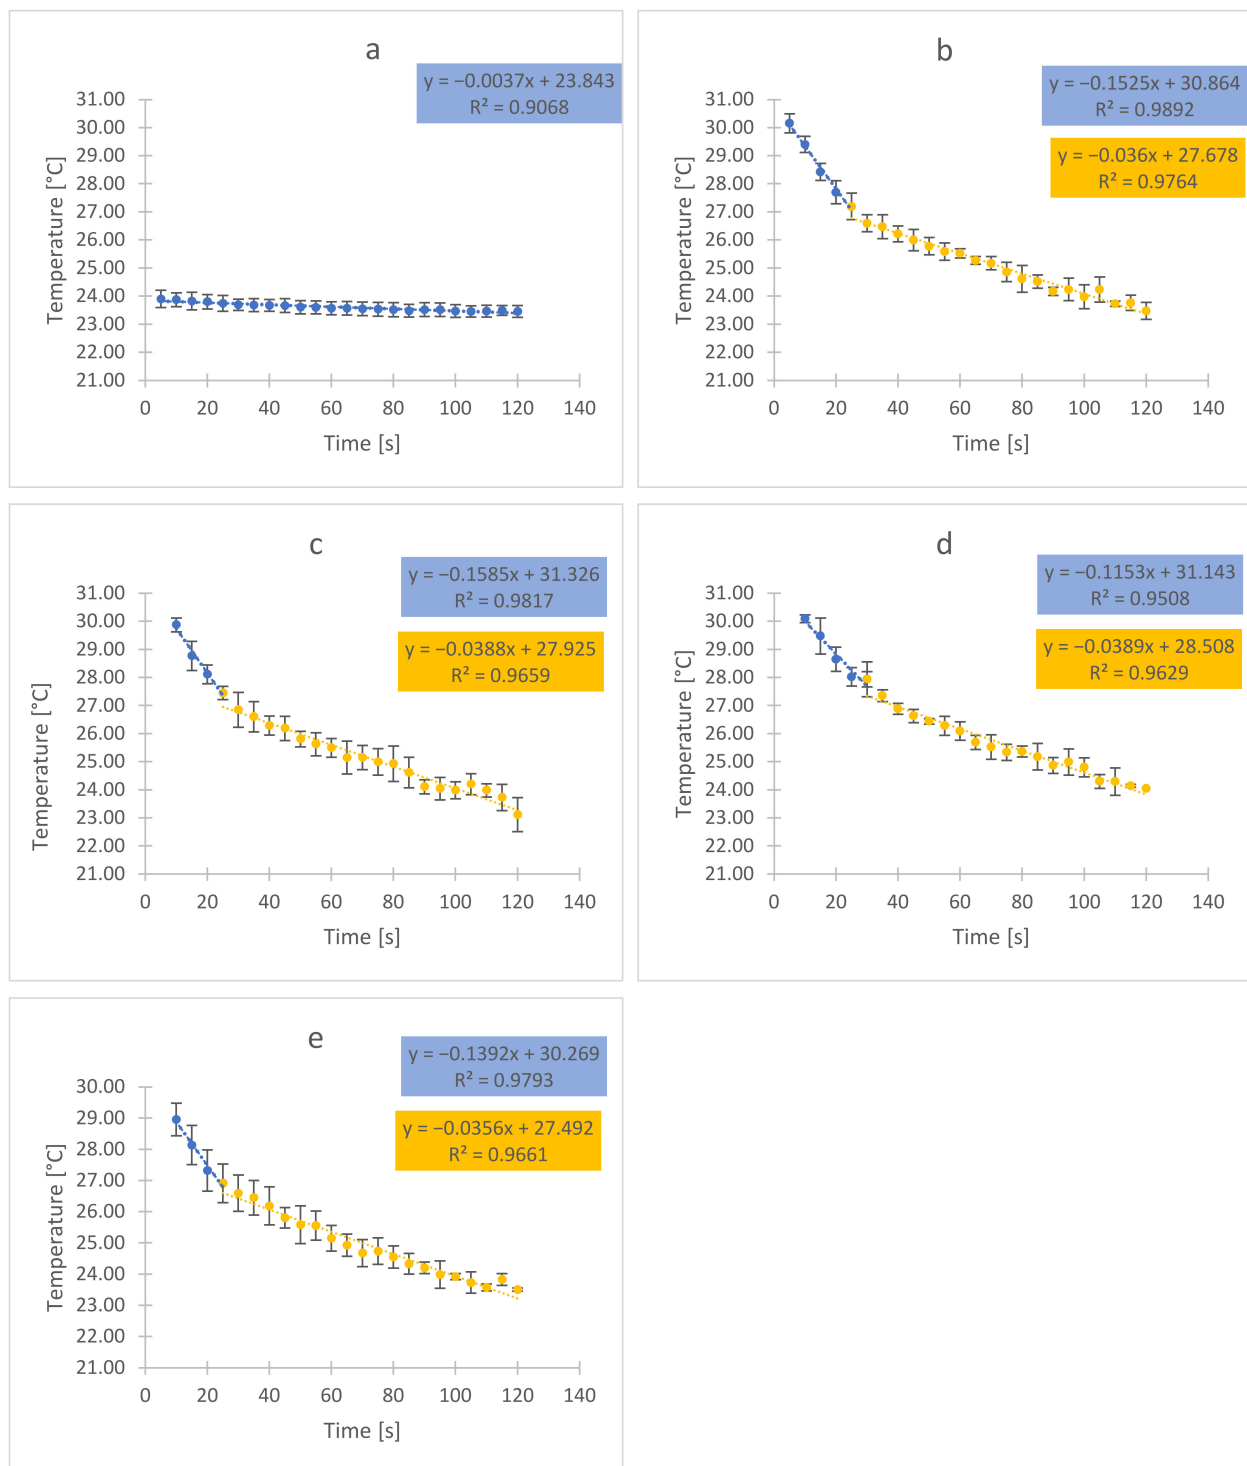 a
y = −0.0037x + 23.843
R² = 0.9068
31.00
30.00
29.00
28.00
27.00
26.00
25.00
24.00
23.00
22.00
21.00
0 20 40 60 80 100 120 140
Temperature [°C]
Time [s]
b
y = −0.1525x + 30.864
R² = 0.9892
y = −0.036x + 27.678
R² = 0.9764
31.00
30.00
29.00
28.00
27.00
26.00
25.00
24.00
23.00
22.00
21.00
0 20 40 60 80 100 120 140
Temperature [°C]
Time [s]
c
y = −0.1585x + 31.326
R² = 0.9817
y = −0.0388x + 27.925
R² = 0.9659
31.00
30.00
29.00
28.00
27.00
26.00
25.00
24.00
23.00
22.00
21.00
0 20 40 60 80 100 120 140
Temperature [°C]
Time [s]
d
y = −0.1153x + 31.143
R² = 0.9508
y = −0.0389x + 28.508
R² = 0.9629
31.00
30.00
29.00
28.00
27.00
26.00
25.00
24.00
23.00
22.00
21.00
0 20 40 60 80 100 120 140
Temperature [°C]
Time [s]
e
y = −0.1392x + 30.269
R² = 0.9793
y = −0.0356x + 27.492
R² = 0.9661
30.00
29.00
28.00
27.00
26.00
25.00
24.00
23.00
22.00
21.00
0 20 40 60 80 100 120 140
Temperature [°C]
Time [s]